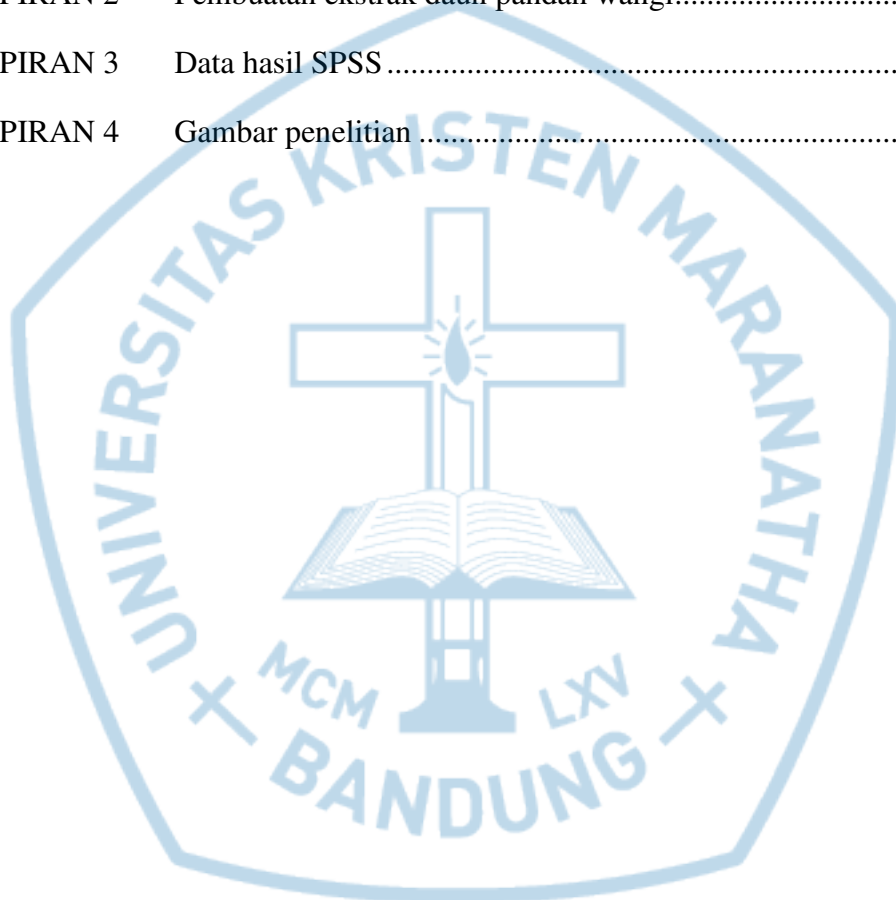 PIRAN 2 Pembuatan ekstrak daun pandan wangi..............................
PIRAN 3 Data hasil SPSS................................................................
PIRAN 4 Gambar penelitian............................................................
UNIVERSITAS KRISTEN MARANATHA
MCM LXV
BANDUNG